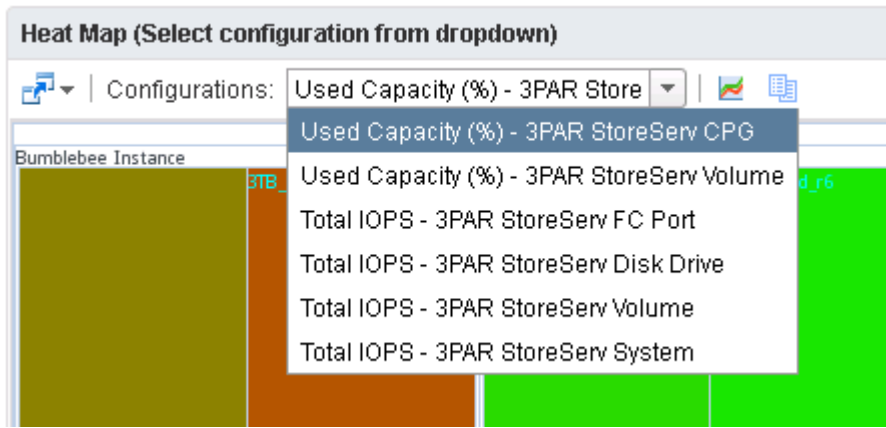 Heat Map (Select configuration from dropdown)
Configurations: Used Capacity (%) - 3PAR Store
Used Capacity (%) - 3PAR StoreServ CPG
Bumblebee Instance
Used Capacity (%) - 3PAR StoreServ Volume
3TB_
d_r6
Total IOPS - 3PAR StoreServ FC Port
Total IOPS - 3PAR StoreServ Disk Drive
Total IOPS - 3PAR StoreServ Volume
Total IOPS - 3PAR StoreServ System